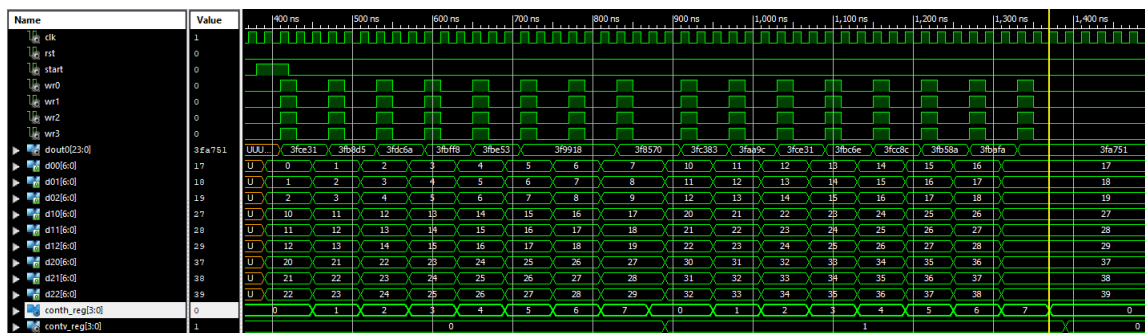 Name Value 400 ns 500 ns 600 ns 700 ns 800 ns 900 ns 1,000 ns 1,100 ns 1,200 ns 1,300 ns 1,400 ns
clk 1
rst 0
start 0
wr0 0
wr1 0
wr2 0
wr3 0
dout0[23:0] 3fa751 UUU... 3fce31 3fb8d5 3fdc6a 3fbff8 3fbe53 3f9918 3f8570 3fc383 3faa9c 3fce31 3fbc6e 3fcc8c 3fb58a 3fbafa 3fa751
d00[6:0] 17 U 0 1 2 3 4 5 6 7 10 11 12 13 14 15 16 17
d01[6:0] 18 U 1 2 3 4 5 6 7 8 11 12 13 14 15 16 17 18
d02[6:0] 19 U 2 3 4 5 6 7 8 9 12 13 14 15 16 17 18 19
d10[6:0] 27 U 10 11 12 13 14 15 16 17 20 21 22 23 24 25 26 27
d11[6:0] 28 U 11 12 13 14 15 16 17 18 21 22 23 24 25 26 27 28
d12[6:0] 29 U 12 13 14 15 16 17 18 19 22 23 24 25 26 27 28 29
d20[6:0] 37 U 20 21 22 23 24 25 26 27 30 31 32 33 34 35 36 37
d21[6:0] 38 U 21 22 23 24 25 26 27 28 31 32 33 34 35 36 37 38
d22[6:0] 39 U 22 23 24 25 26 27 28 29 32 33 34 35 36 37 38 39
conth_reg[3:0] 0 0 1 2 3 4 5 6 7 0 1 2 3 4 5 6 7 0
contv_reg[3:0] 1 0 1 0